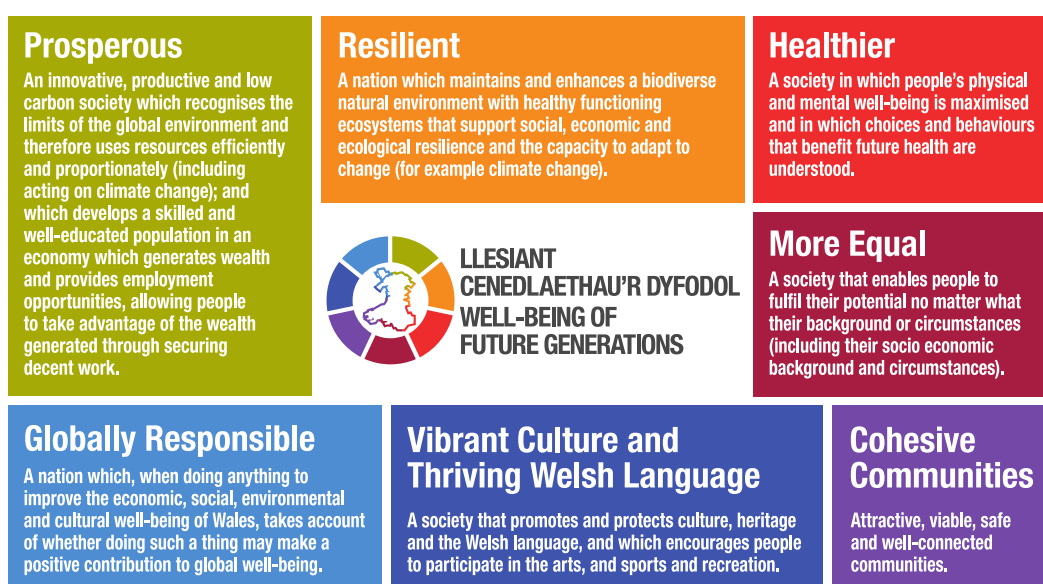 Prosperous
An innovative, productive and low
carbon society which recognises the
limits of the global environment and
therefore uses resources efficiently
and proportionately (including
acting on climate change); and
which develops a skilled and
well-educated population in an
economy which generates wealth
and provides employment
opportunities, allowing people
to take advantage of the wealth
generated through securing
decent work.
Resilient
A nation which maintains and enhances a biodiverse
natural environment with healthy functioning
ecosystems that support social, economic and
ecological resilience and the capacity to adapt to
change (for example climate change).
Healthier
A society in which people's physical
and mental well-being is maximised
and in which choices and behaviours
that benefit future health are
understood.
LLESIANT
CENEDLAETHAU'R DYFODOL
WELL-BEING OF
FUTURE GENERATIONS
More Equal
A society that enables people to
fulfil their potential no matter what
their background or circumstances
(including their socio economic
background and circumstances).
Globally Responsible
A nation which, when doing anything to
improve the economic, social, environmental
and cultural well-being of Wales, takes account
of whether doing such a thing may make a
positive contribution to global well-being.
Vibrant Culture and
Thriving Welsh Language
A society that promotes and protects culture, heritage
and the Welsh language, and which encourages people
to participate in the arts, and sports and recreation.
Cohesive
Communities
Attractive, viable, safe
and well-connected
communities.